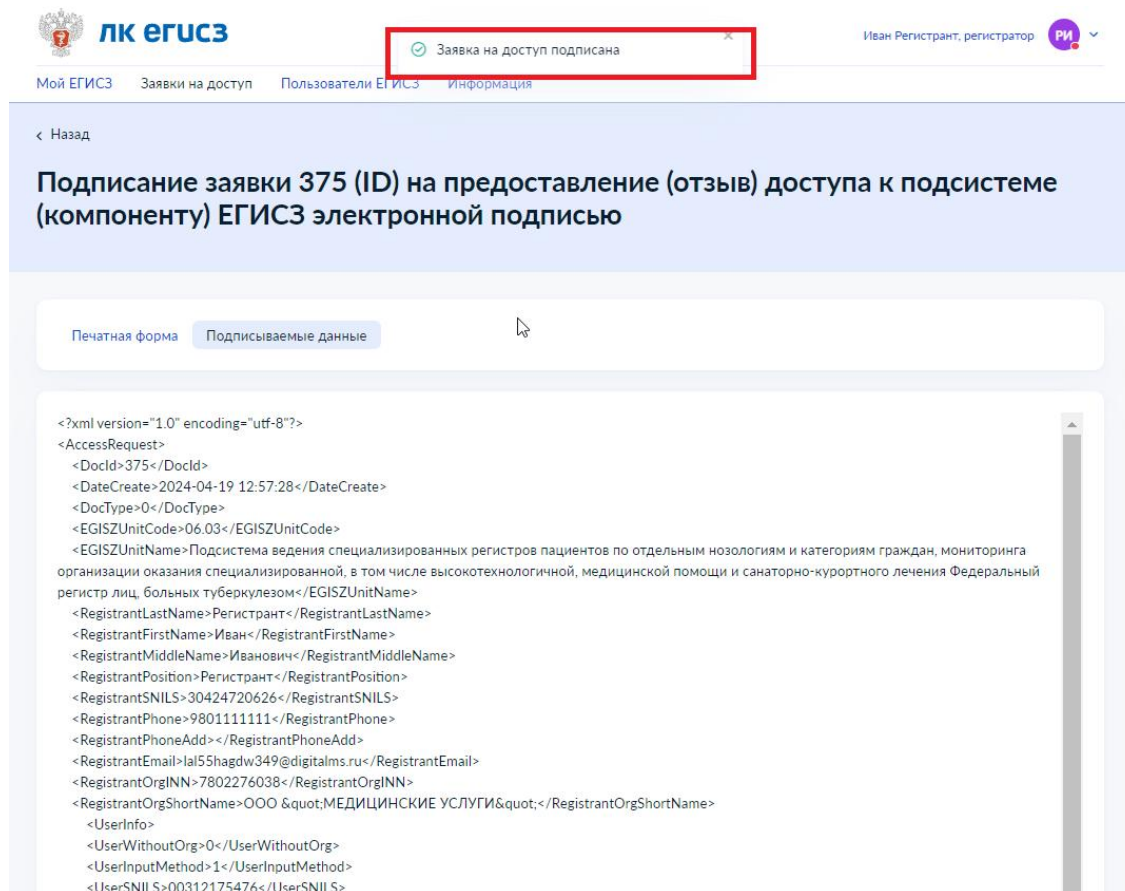 лк егисз
Заявка на доступ подписана
Иван Регистрант, регистратор
РИ
Мой ЕГИСЗ Заявки на доступ Пользователи ЕГИСЗ Информация
Назад
Подписание заявки 375 (ID) на предоставление (отзыв) доступа к подсистеме
(компоненту) ЕГИСЗ электронной подписью
Печатная форма Подписываемые данные
<?xml version="1.0" encoding="utf-8"?>
<AccessRequest>
<DocId>375</DocId>
<DateCreate>2024-04-19 12:57:28</DateCreate>
<DocType>0</DocType>
<EGISZUnitCode>06.03</EGISZUnitCode>
<EGISZUnitName>Подсистема ведения специализированных регистров пациентов по отдельным нозологиям и категориям граждан, мониторинга
организации оказания специализированной, в том числе высокотехнологичной, медицинской помощи и санаторно-курортного лечения Федеральный
регистр лиц, больных туберкулезом</EGISZUnitName>
<RegistrantLastName>Регистрант</RegistrantLastName>
<RegistrantFirstName>Иван</RegistrantFirstName>
<RegistrantMiddleName>Иванович</RegistrantMiddleName>
<RegistrantPosition>Регистрант</RegistrantPosition>
<RegistrantSNILS>30424720626</RegistrantSNILS>
<RegistrantPhone>9801111111</RegistrantPhone>
<RegistrantPhoneAdd></RegistrantPhoneAdd>
<RegistrantEmail>lal55hagdw349@digitalms.ru</RegistrantEmail>
<RegistrantOrgINN>7802276038</RegistrantOrgINN>
<RegistrantOrgShortName>ООО &quot;МЕДИЦИНСКИЕ УСЛУГИ&quot;</RegistrantOrgShortName>
<UserInfo>
<UserWithoutOrg>0</UserWithoutOrg>
<UserInputMethod>1</UserInputMethod>
<UserSNILS>00312175476</UserSNILS>